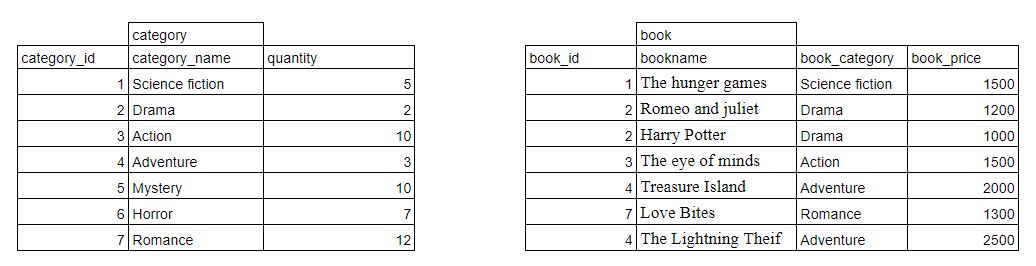 category
category_id category_name quantity
1 Science fiction 5
2 Drama 2
3 Action 10
4 Adventure 3
5 Mystery 10
6 Horror 7
7 Romance 12
book
book_id bookname book_category book_price
1 The hunger games Science fiction 1500
2 Romeo and juliet Drama 1200
2 Harry Potter Drama 1000
3 The eye of minds Action 1500
4 Treasure Island Adventure 2000
7 Love Bites Romance 1300
4 The Lightning Theif Adventure 2500